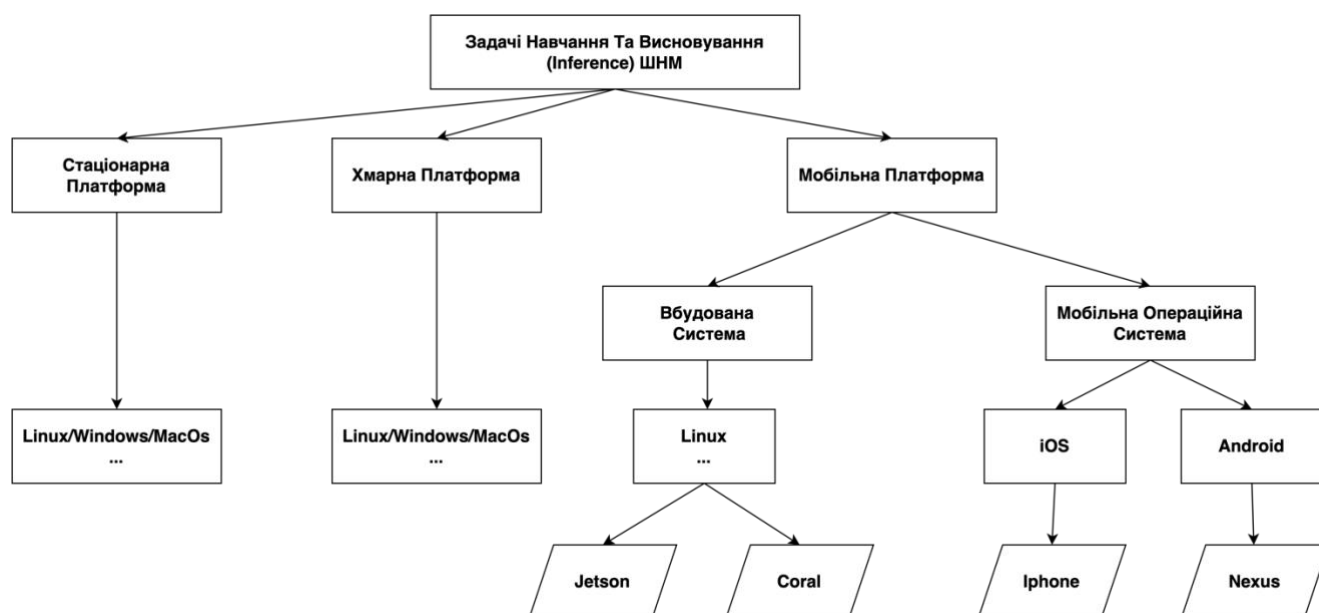 Задачі Навчання Та Висновування
(Inference) ШНМ
Стаціонарна
Платформа
Хмарна Платформа
Мобільна Платформа
Вбудована
Система
Мобільна Операційна
Система
Linux/Windows/MacOs
...
Linux/Windows/MacOs
...
Linux
...
iOS
Android
Jetson
Coral
Iphone
Nexus